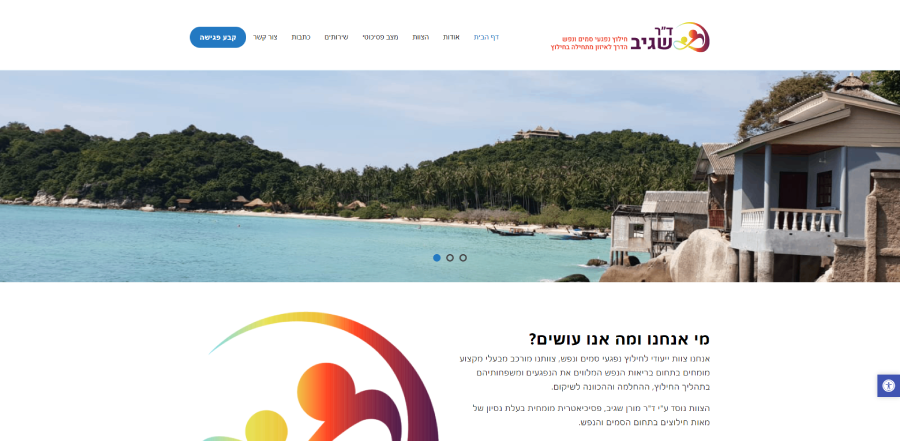 ד"ר
שגיב
חילוץ נפגעי סמים ונפש
הדרך לאיזון מתחילה בחילוץ
דף הבית
אודות
הצוות
מצב פסיכוטי
שירותים
כתבות
צור קשר
קבע פגישה
מי אנחנו ומה אנו עושים?
אנחנו צוות ייעודי לחילוץ נפגעי סמים ונפש. צוותנו מורכב מבעלי מקצוע
מומחים בתחום בריאות הנפש המלווים את הנפגעים ומשפחותיהם
בתהליך החילוץ, ההחלמה וההכוונה לשיקום.
הצוות נוסד ע"י ד"ר מורן שגיב, פסיכיאטרית מומחית בעלת נסיון של
מאות חילוצים בתחום הסמים והנפש.